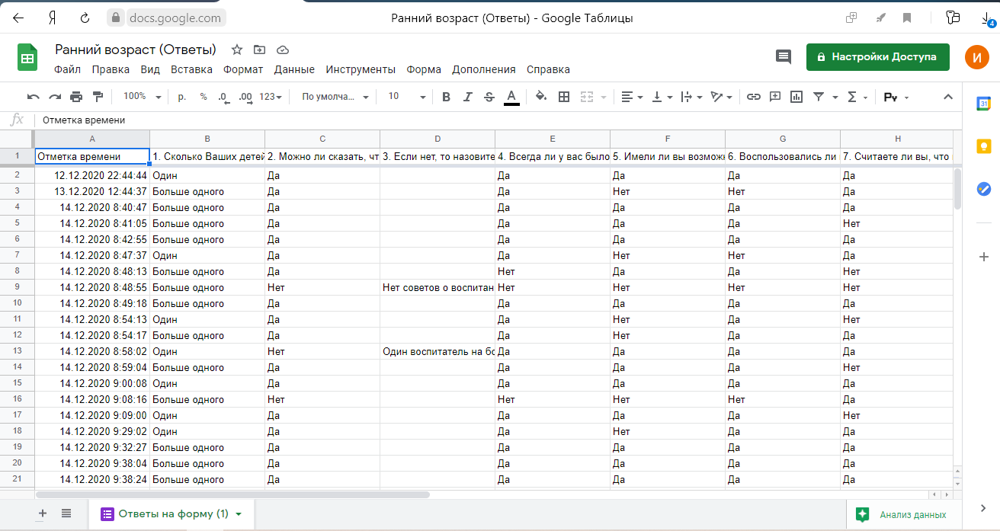 docs.google.com Ранний возраст (Ответы) - Google Таблицы 4
Ранний возраст (Ответы) Настройки Доступа И
Файл Правка Вид Вставка Формат Данные Инструменты Форма Дополнения Справка
100% р. % .0 .00 123 По умолча... 10 B I S A Σ Ру
fx Отметка времени
31
A B C D E F G H
1 Отметка времени 1. Сколько Ваших детей 2. Можно ли сказать, чт 3. Если нет, то назовите 4. Всегда ли у вас было 5. Имели ли вы возможн 6. Воспользовались ли 7. Считаете ли вы, что
2 12.12.2020 22:44:44 Один Да Да Да Да Да
3 13.12.2020 12:44:37 Больше одного Да Да Нет Нет Да
4 14.12.2020 8:40:47 Больше одного Да Да Да Да Да
5 14.12.2020 8:41:05 Больше одного Да Да Да Да Нет
6 14.12.2020 8:42:55 Больше одного Да Да Да Да Да
7 14.12.2020 8:47:37 Один Да Да Нет Нет Да
8 14.12.2020 8:48:13 Больше одного Да Нет Да Да Нет
9 14.12.2020 8:48:55 Больше одного Нет Нет советов о воспитан Нет Нет Нет Нет
10 14.12.2020 8:49:18 Больше одного Да Да Да Да Да
11 14.12.2020 8:54:13 Один Да Да Нет Да Нет
12 14.12.2020 8:54:17 Больше одного Да Да Нет Да Да
13 14.12.2020 8:58:02 Один Нет Один воспитатель на бо Да Да Да Да
14 14.12.2020 8:59:04 Больше одного Да Да Да Да Нет
15 14.12.2020 9:00:08 Один Да Да Да Да Да
16 14.12.2020 9:08:16 Больше одного Нет Нет Нет Нет Да
17 14.12.2020 9:09:00 Один Да Да Да Да Нет
18 14.12.2020 9:29:02 Один Да Да Нет Да Да
19 14.12.2020 9:32:27 Больше одного Да Да Да Да Да
20 14.12.2020 9:38:04 Больше одного Да Да Да Да Да
21 14.12.2020 9:38:24 Больше одного Да Да Да Да Да
Ответы на форму (1) Анализ данных